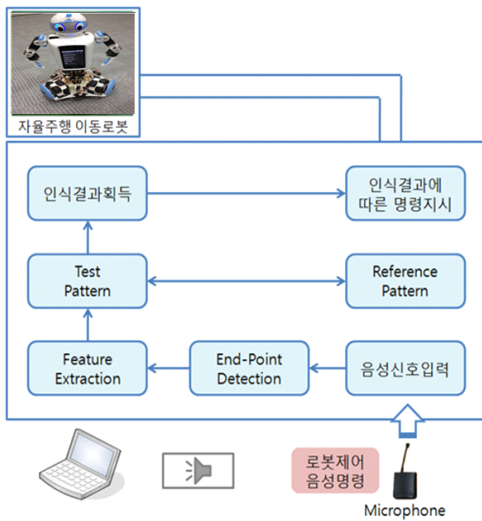 자율주행 이동로봇
인식결과획득
인식결과에
따른 명령지시
Test
Pattern
Reference
Pattern
Feature
Extraction
End-Point
Detection
음성신호입력
로봇제어
음성명령
Microphone